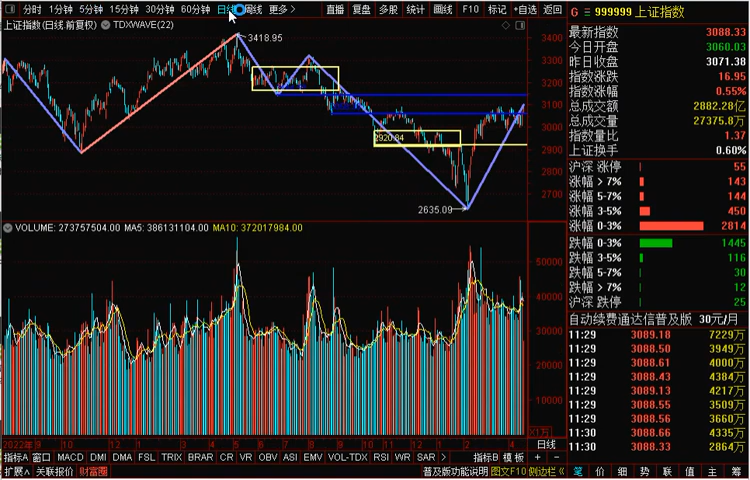 分时 1分钟 5分钟 15分钟 30分钟 60分钟 日线 周线 更多 > 直播 复盘 多股 统计 画线 F10 标记 +自选 返回
G 999999 上证指数
上证指数(日线.前复权) TDXWAVE(22)
3418.95
2920.84
2635.09
3400
3300
3200
3100
3000
2900
2800
2700
VOLUME: 273757504.00 MA5: 386131104.00 MA10: 372017984.00
50000
40000
30000
20000
10000
X1万
2022年 9 10 11 12 1 2 3 4 5 6 7 8 9 10 11 12 2 4 日线
指标A 窗口 MACD DMI DMA FSL TRIX BRAR CR VR OBV ASI EMV VOL-TDX RSI WR SAR > 指标B 模板 + -
扩展∧ 关联报价 财富圈 普及版功能说明 图文F10 侧边栏《
最新指数 3088.33
今日开盘 3060.03
昨日收盘 3071.38
指数涨跌 16.95
指数涨幅 0.55%
总成交额 2882.28亿
总成交量 27375.8万
指数量比 1.37
上证换手 0.60%
沪深 涨停 55
涨幅 > 7% 143
涨幅 5-7% 144
涨幅 3-5% 450
涨幅 0-3% 2814
跌幅 0-3% 1445
跌幅 3-5% 116
跌幅 5-7% 30
跌幅 > 7% 12
沪深 跌停 25
自动续费通达信普及版 30元/月
11:29 3089.18 7229万
11:29 3088.50 3949万
11:29 3088.61 4000万
11:29 3088.43 4384万
11:29 3089.13 4217万
11:29 3088.55 3509万
11:29 3088.56 3660万
11:30 3088.66 4335万
11:30 3088.33 2864万
笔 价 细 势 联 值 主 筹